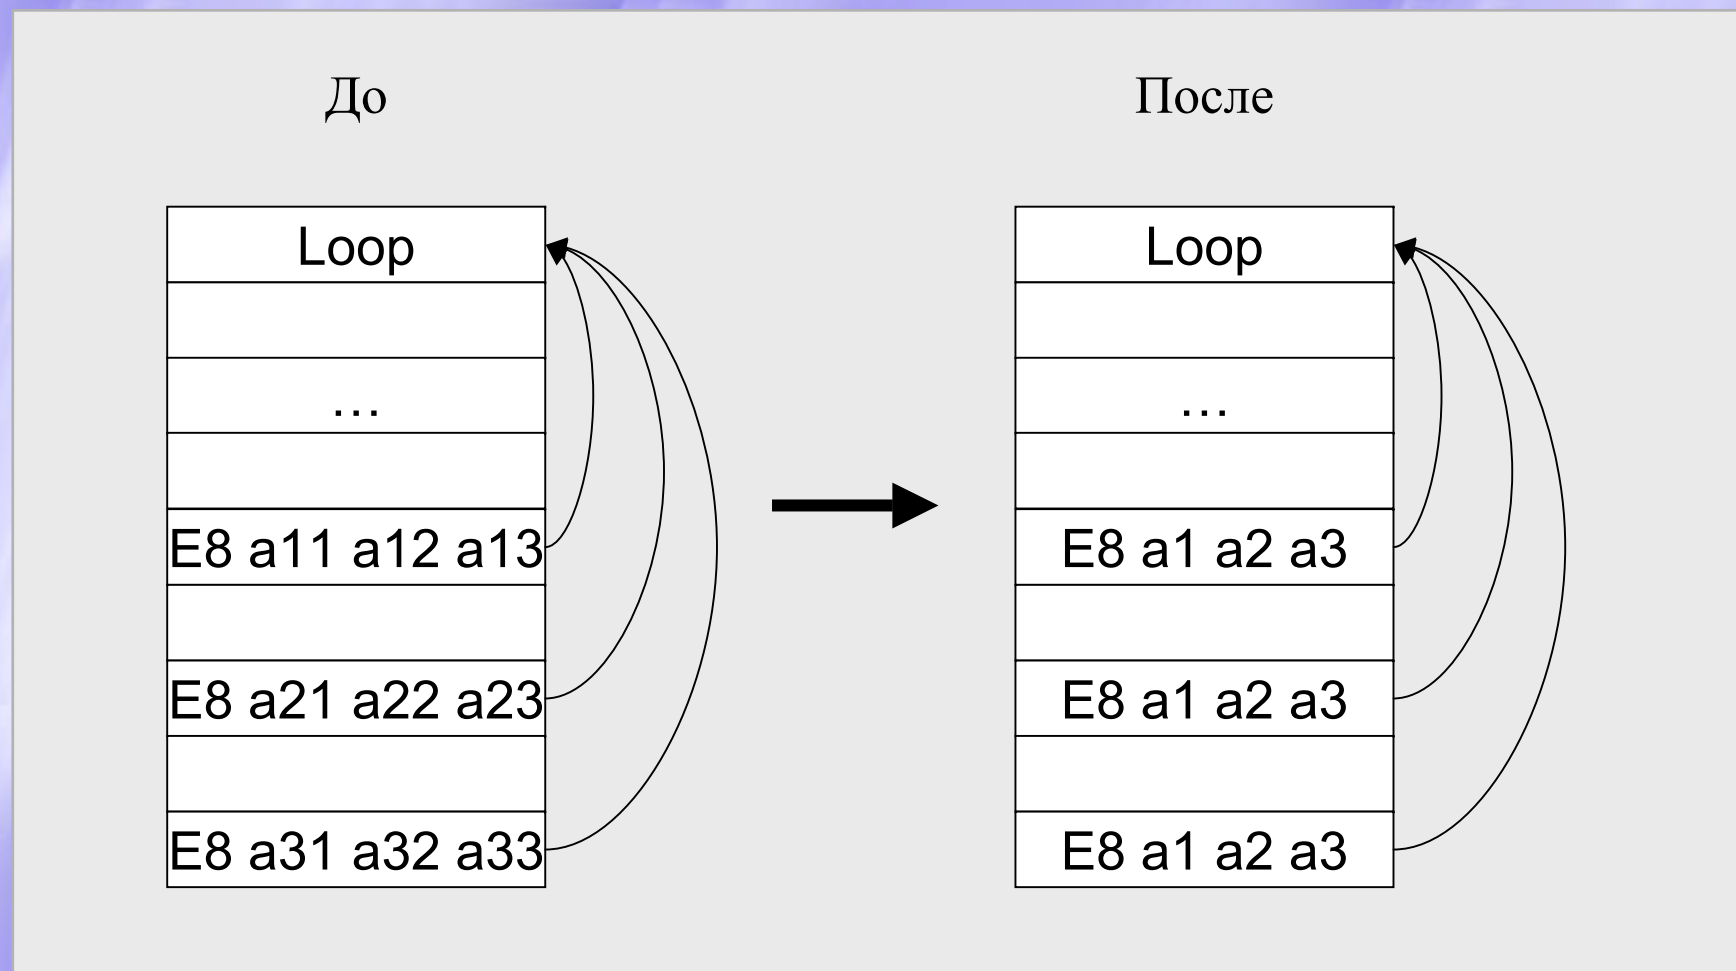 До
После
Loop
…
E8 a11 a12 a13
E8 a21 a22 a23
E8 a31 a32 a33
Loop
…
E8 a1 a2 a3
E8 a1 a2 a3
E8 a1 a2 a3